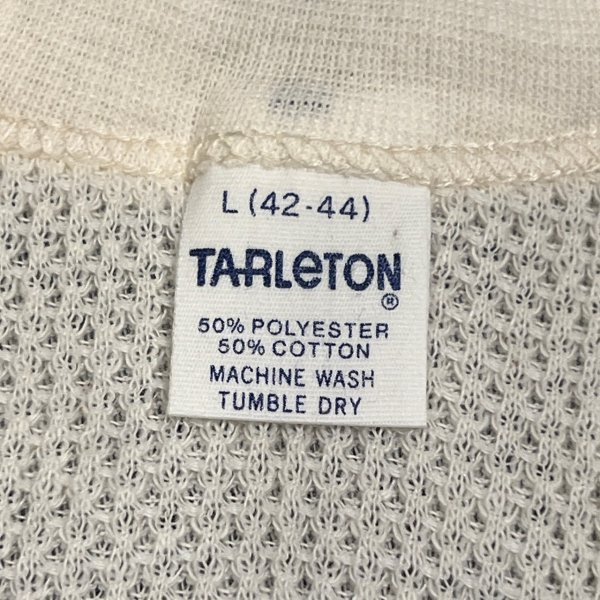 L (42-44)
TARLeTON®
50% POLYESTER
50% COTTON
MACHINE WASH
TUMBLE DRY